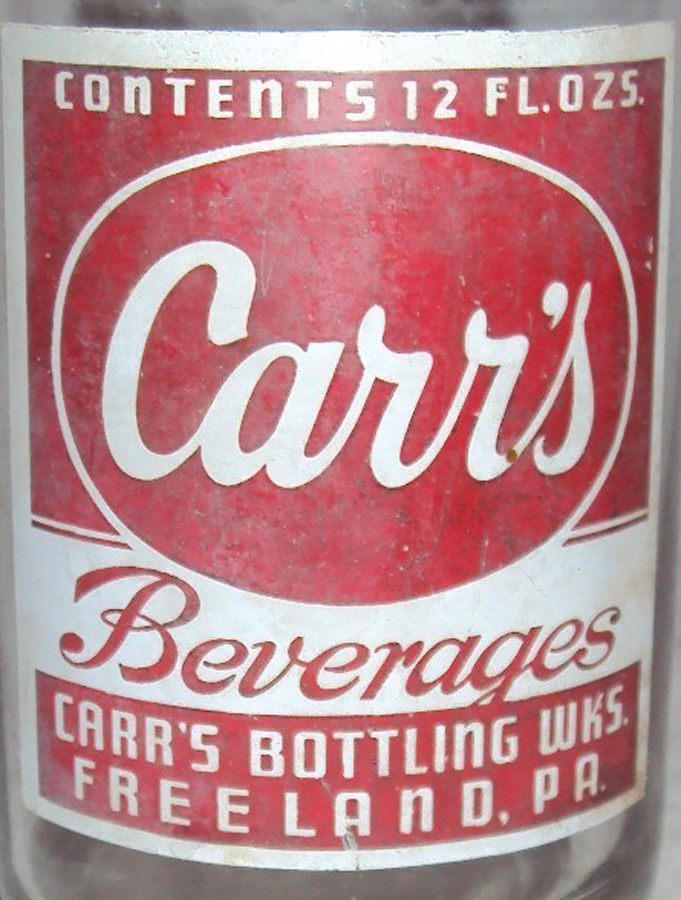 CONTENTS 12 FL.OZS.
Carr's
Beverages
CARR'S BOTTLING WKS.
FREELAND, PA.